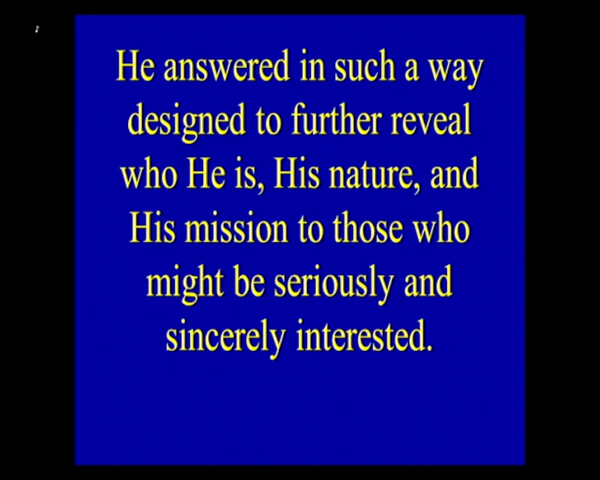 He answered in such a way
designed to further reveal
who He is, His nature, and
His mission to those who
might be seriously and
sincerely interested.